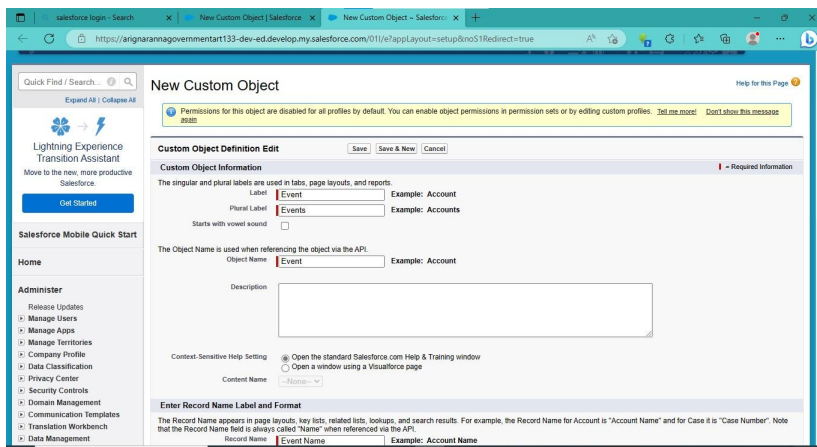 salesforce login - Search
New Custom Object | Salesforce
New Custom Object ~ Salesforce
https://arignarannagovernmentart133-dev-ed.develop.my.salesforce.com/01I/e?appLayout=setup&noS1Redirect=true
Quick Find / Search...
Expand All | Collapse All
Lightning Experience
Transition Assistant
Move to the new, more productive
Salesforce.
Get Started
Salesforce Mobile Quick Start
Home
Administer
Release Updates
Manage Users
Manage Apps
Manage Territories
Company Profile
Data Classification
Privacy Center
Security Controls
Domain Management
Communication Templates
Translation Workbench
Data Management
New Custom Object
Help for this Page
Permissions for this object are disabled for all profiles by default. You can enable object permissions in permission sets or by editing custom profiles. Tell me more! Don't show this message
again
Custom Object Definition Edit Save Save & New Cancel
Custom Object Information = Required Information
The singular and plural labels are used in tabs, page layouts, and reports.
Label Event Example: Account
Plural Label Events Example: Accounts
Starts with vowel sound
The Object Name is used when referencing the object via the API.
Object Name Event Example: Account
Description
Context-Sensitive Help Setting Open the standard Salesforce.com Help & Training window
Open a window using a Visualforce page
Content Name --None--
Enter Record Name Label and Format
The Record Name appears in page layouts, key lists, related lists, lookups, and search results. For example, the Record Name for Account is "Account Name" and for Case it is "Case Number". Note
that the Record Name field is always called "Name" when referenced via the API.
Record Name Event Name Example: Account Name